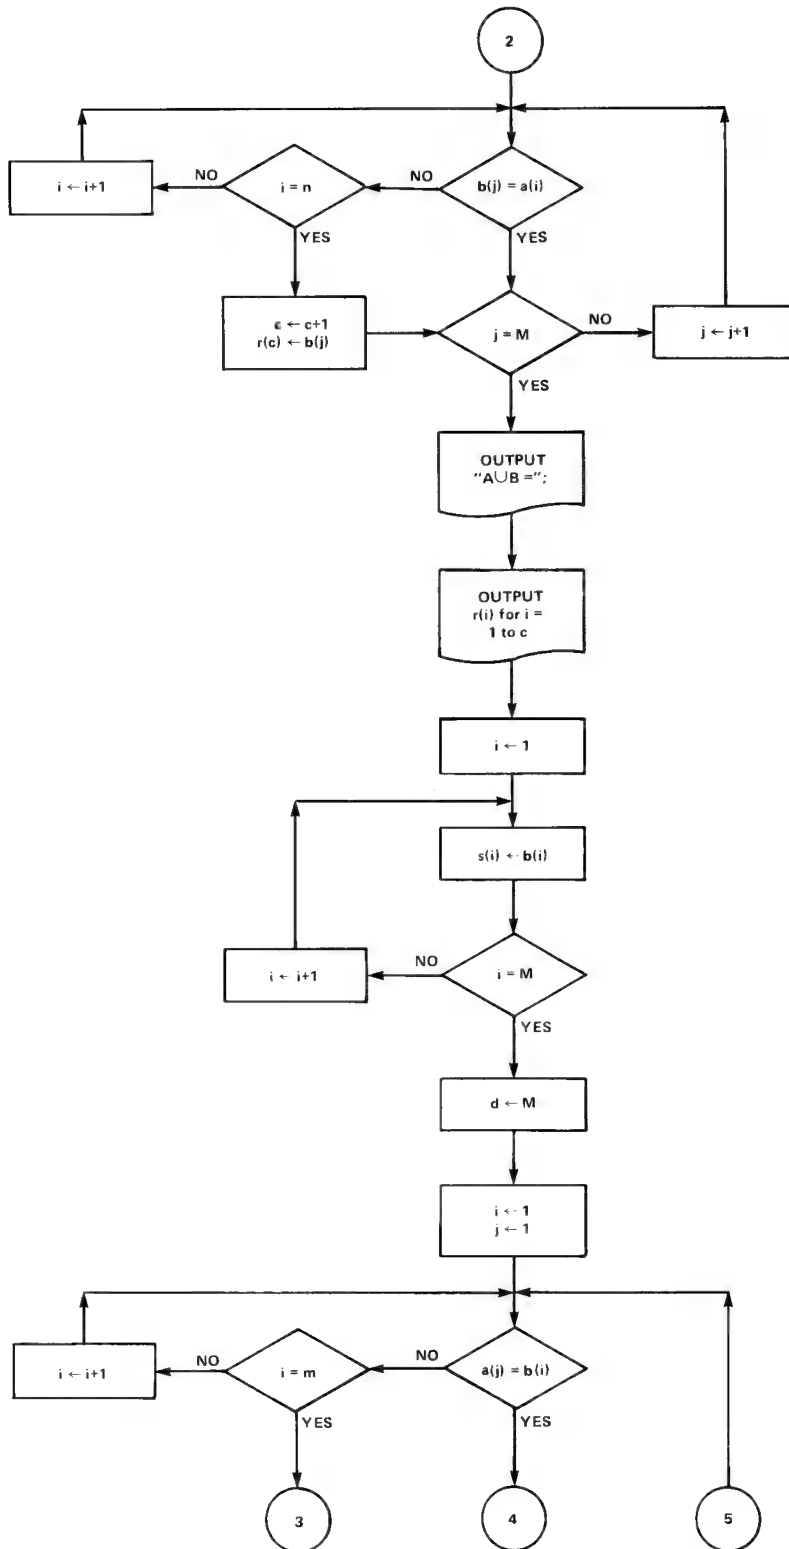 2
i ← i+1
NO
i = n
NO
b(j) = a(i)
YES
YES
c ← c+1
r(c) ← b(j)
j = M
NO
j ← j+1
YES
OUTPUT
“A∪B =”;
OUTPUT
r(i) for i =
1 to c
i ← 1
s(i) ← b(i)
i ← i+1
NO
i = M
YES
d ← M
i ← 1
j ← 1
i ← i+1
NO
i = m
NO
a(j) = b(i)
YES
YES
3
4
5